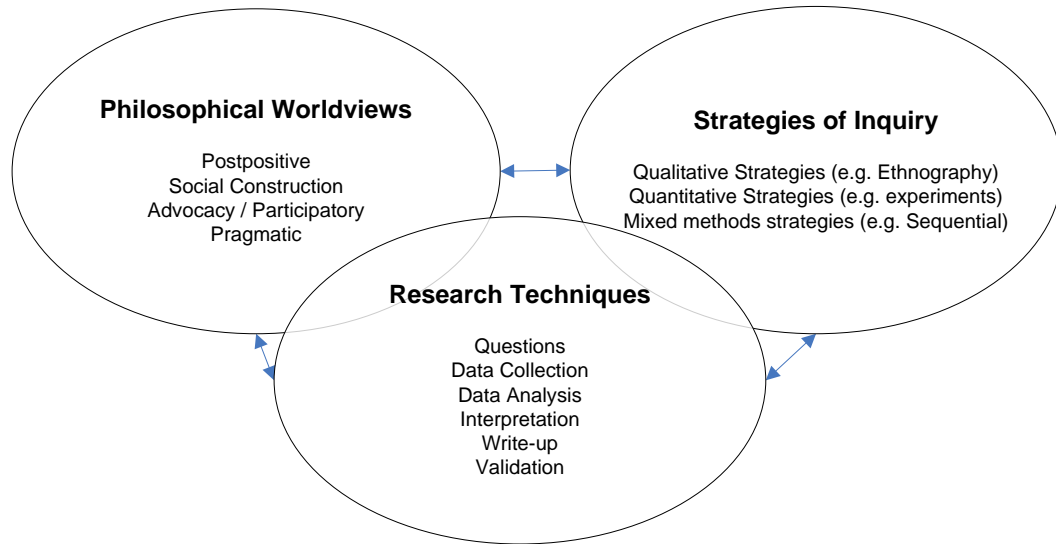 Philosophical Worldviews
Postpositive
Social Construction
Advocacy / Participatory
Pragmatic
Strategies of Inquiry
Qualitative Strategies (e.g. Ethnography)
Quantitative Strategies (e.g. experiments)
Mixed methods strategies (e.g. Sequential)
Research Techniques
Questions
Data Collection
Data Analysis
Interpretation
Write-up
Validation